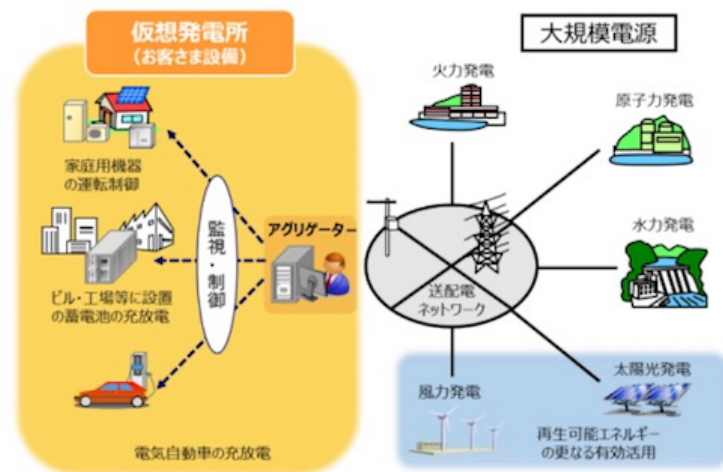 仮想発電所
（お客さま設備）
家庭用機器
の運転制御
ビル・工場等に設置
の蓄電池の充放電
電気自動車の充放電
監視・制御
アグリゲーター
大規模電源
火力発電
原子力発電
水力発電
送配電
ネットワーク
風力発電
太陽光発電
再生可能エネルギー
の更なる有効活用